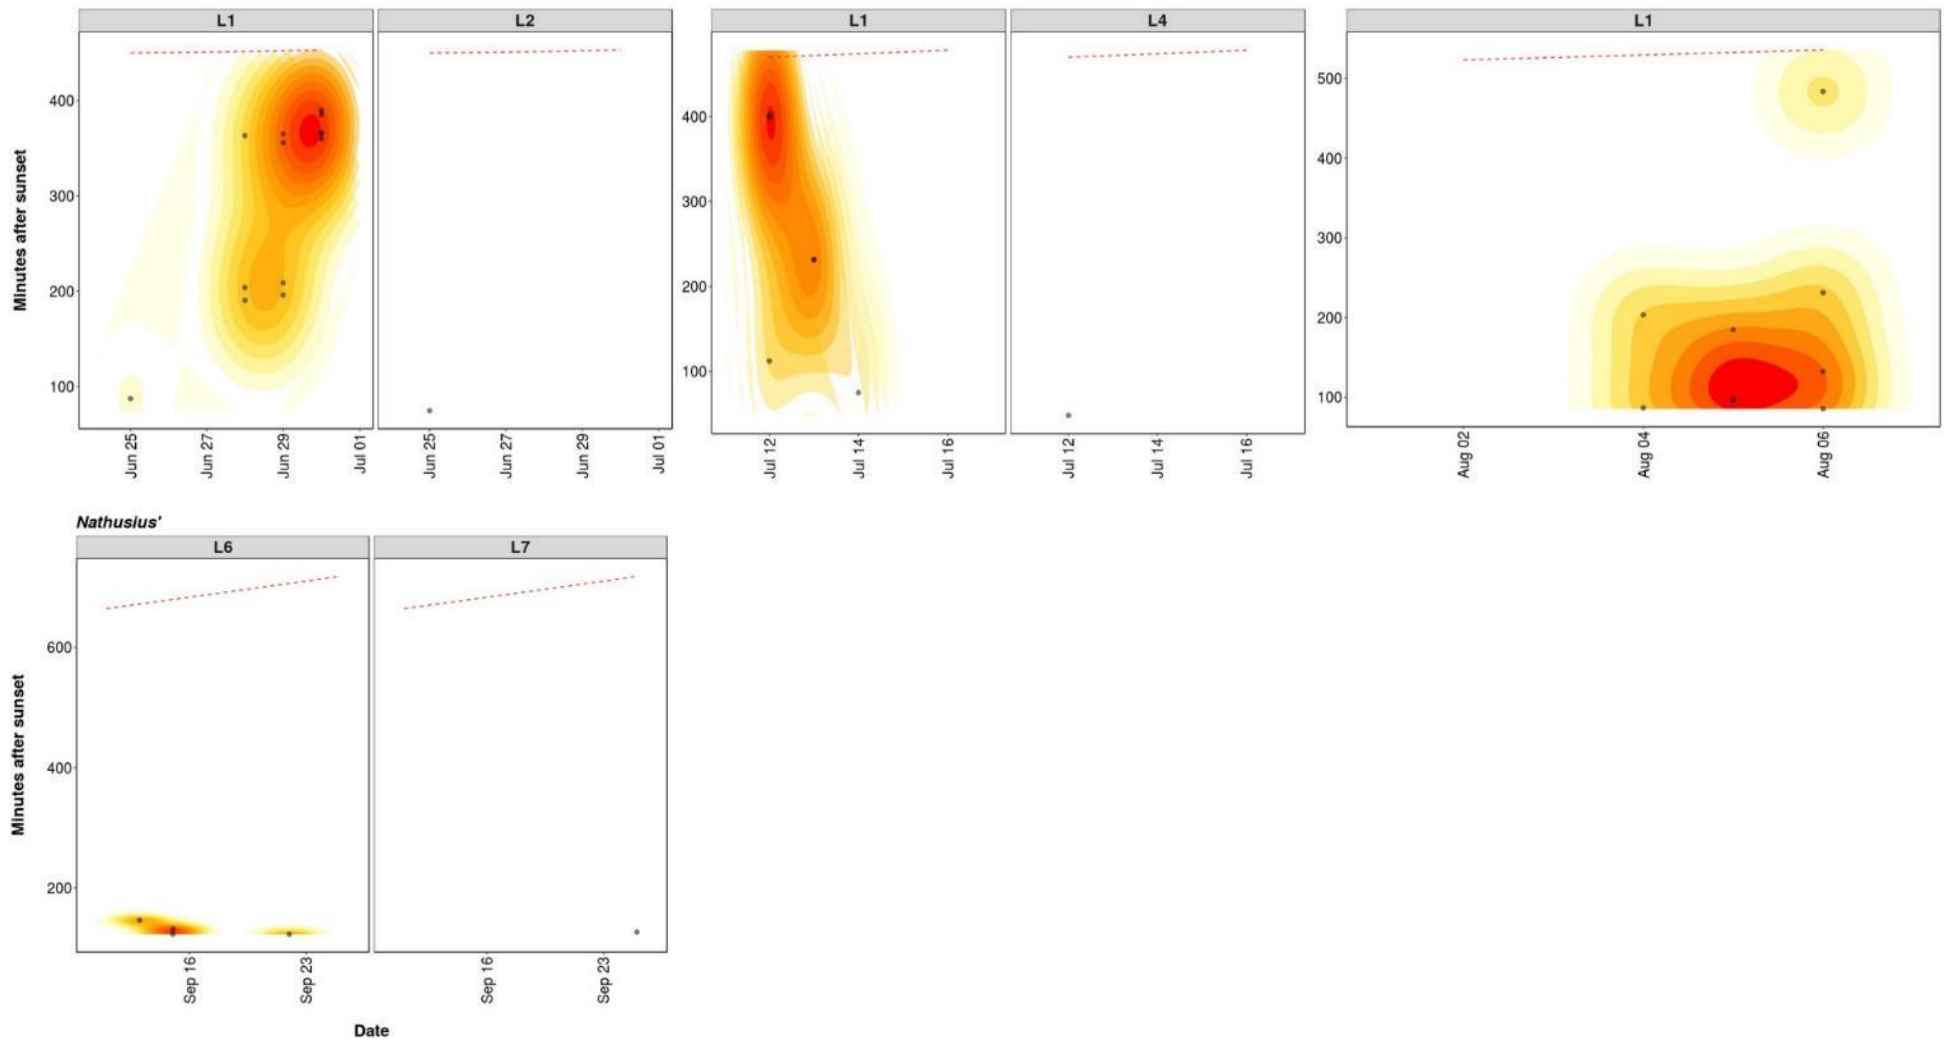 L1 L2 L1 L4 L1
Minutes after sunset
400
300
200
100
400
300
200
100
500
400
300
200
100
Jun 25 Jun 27 Jun 29 Jul 01 Jun 25 Jun 27 Jun 29 Jul 01 Jul 12 Jul 14 Jul 16 Jul 12 Jul 14 Jul 16 Aug 02 Aug 04 Aug 06
Nathusius'
L6 L7
Minutes after sunset
600
400
200
Sep 16 Sep 23 Sep 16 Sep 23
Date